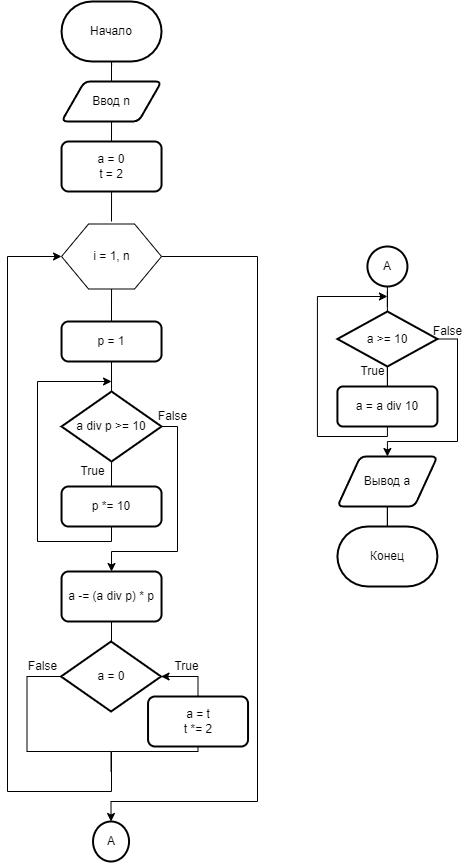 Начало
Ввод n
a = 0
t = 2
i = 1, n
p = 1
a div p >= 10
False
True
p *= 10
a -= (a div p) * p
False
a = 0
True
a = t
t *= 2
A
A
a >= 10
False
True
a = a div 10
Вывод a
Конец